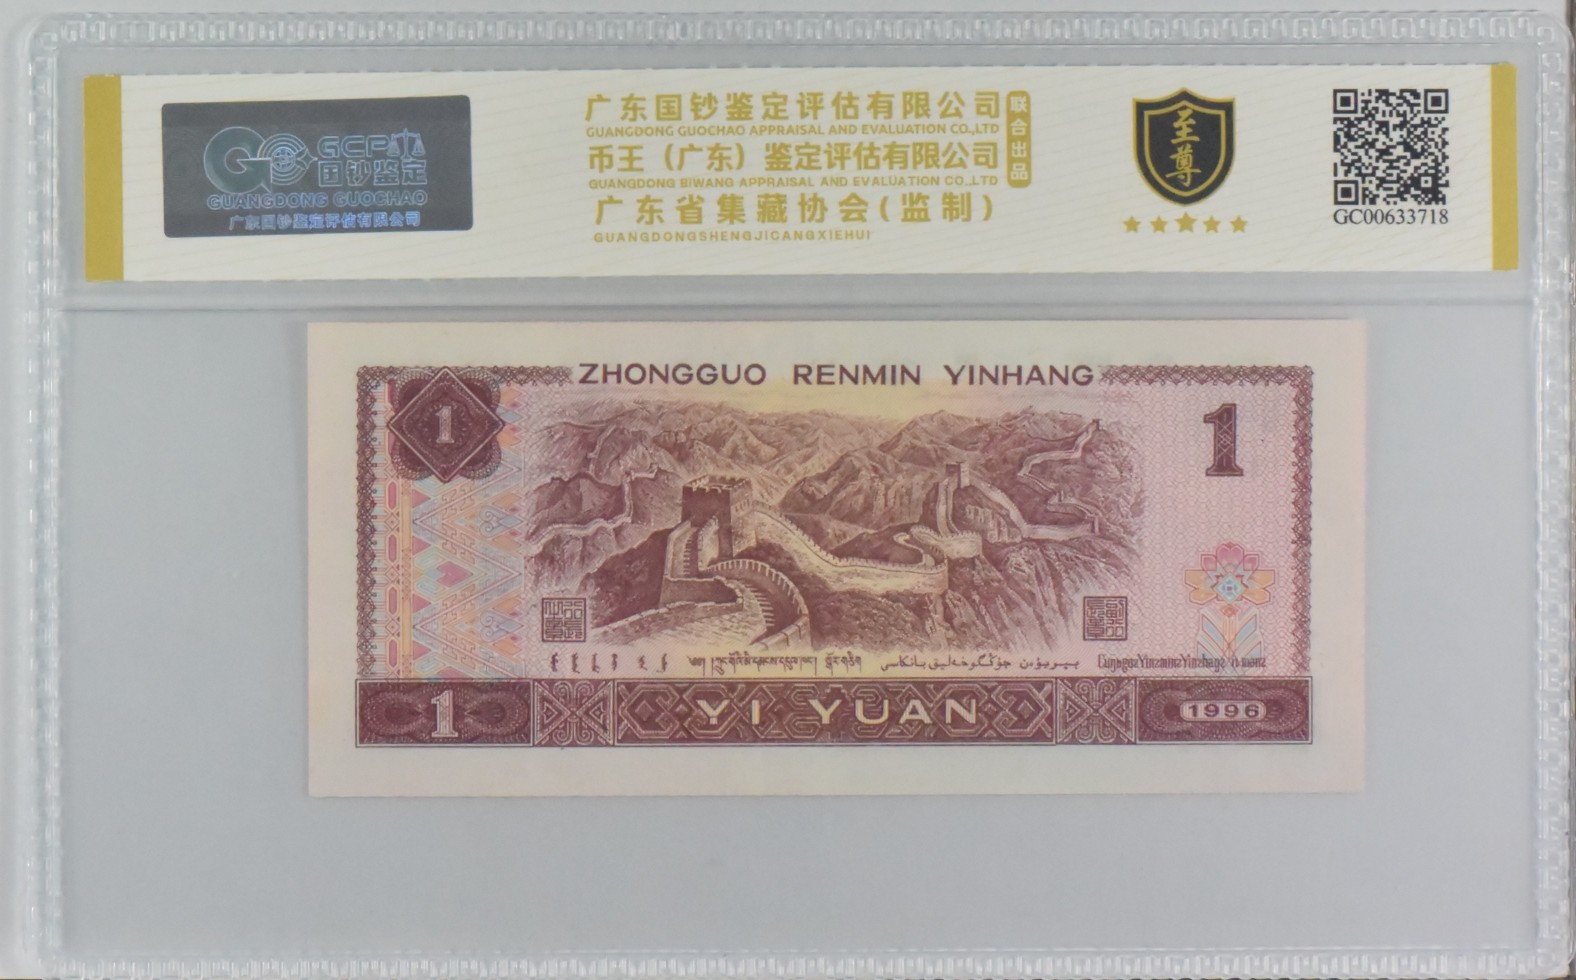 GCP
国钞鉴定
GUANGDONG GUOCHAO
广东国钞鉴定评估有限公司
广东国钞鉴定评估有限公司
GUANGDONG GUOCHAO APPRAISAL AND EVALUATION CO.,LTD
币王（广东）鉴定评估有限公司
GUANGDONG BIWANG APPRAISAL AND EVALUATION CO.,LTD
广东省集藏协会(监制)
GUANGDONGSHENGJICANGXIEHUI
联合出品
至尊
GC00633718
ZHONGGUO RENMIN YINHANG
1
1
1
YI YUAN
1996